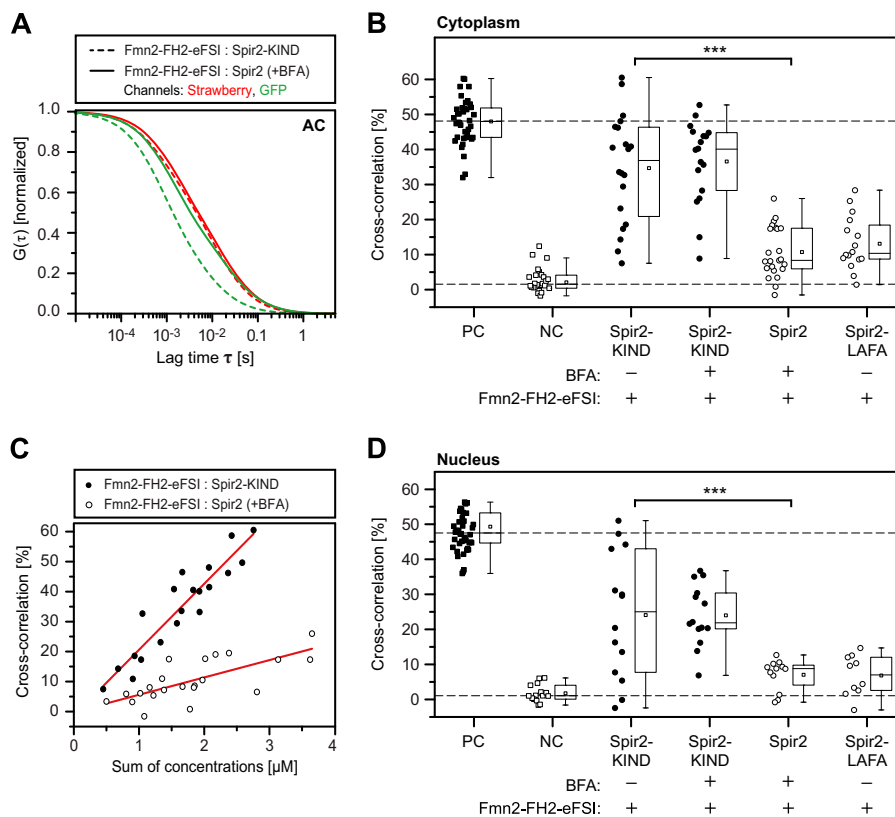 A
Fmn2-FH2-eFSI : Spir2-KIND
Fmn2-FH2-eFSI : Spir2 (+BFA)
Channels: Strawberry, GFP
AC
G(τ) [normalized]
1.0
0.8
0.6
0.4
0.2
0.0
10-4
10-3
10-2
0.1
1
Lag time τ [s]
B
Cytoplasm
***
Cross-correlation [%]
60
50
40
30
20
10
0
PC
NC
Spir2-KIND
Spir2-KIND
Spir2
Spir2-LAFA
BFA: − + + −
Fmn2-FH2-eFSI: + + + +
C
Fmn2-FH2-eFSI : Spir2-KIND
Fmn2-FH2-eFSI : Spir2 (+BFA)
Cross-correlation [%]
60
50
40
30
20
10
0
0
1
2
3
4
Sum of concentrations [µM]
D
Nucleus
***
Cross-correlation [%]
60
50
40
30
20
10
0
PC
NC
Spir2-KIND
Spir2-KIND
Spir2
Spir2-LAFA
BFA: − + + −
Fmn2-FH2-eFSI: + + + +